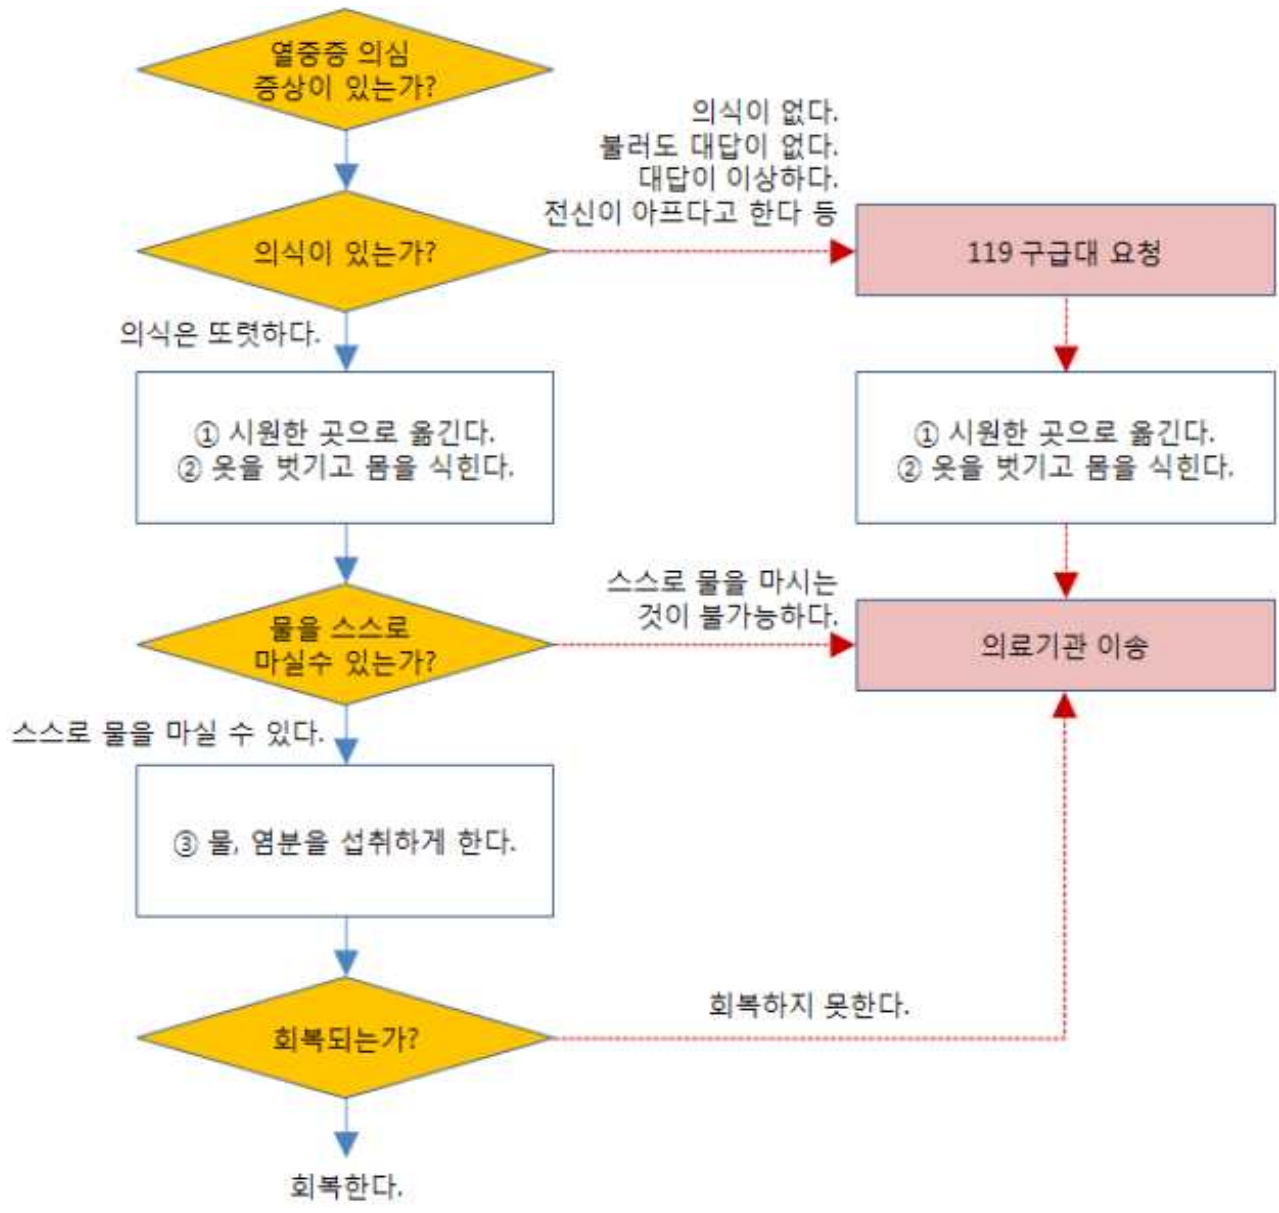 열중증 의심
증상이 있는가?
의식이 없다.
불러도 대답이 없다.
대답이 이상하다.
전신이 아프다고 한다 등
의식이 있는가?
119 구급대 요청
의식은 또렷하다.
① 시원한 곳으로 옮긴다.
② 옷을 벗기고 몸을 식힌다.
① 시원한 곳으로 옮긴다.
② 옷을 벗기고 몸을 식힌다.
물을 스스로
마실수 있는가?
스스로 물을 마시는
것이 불가능하다.
의료기관 이송
스스로 물을 마실 수 있다.
③ 물, 염분을 섭취하게 한다.
회복되는가?
회복하지 못한다.
회복한다.